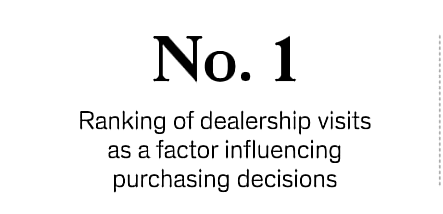 No. 1
Ranking of dealership visits
as a factor influencing
purchasing decisions